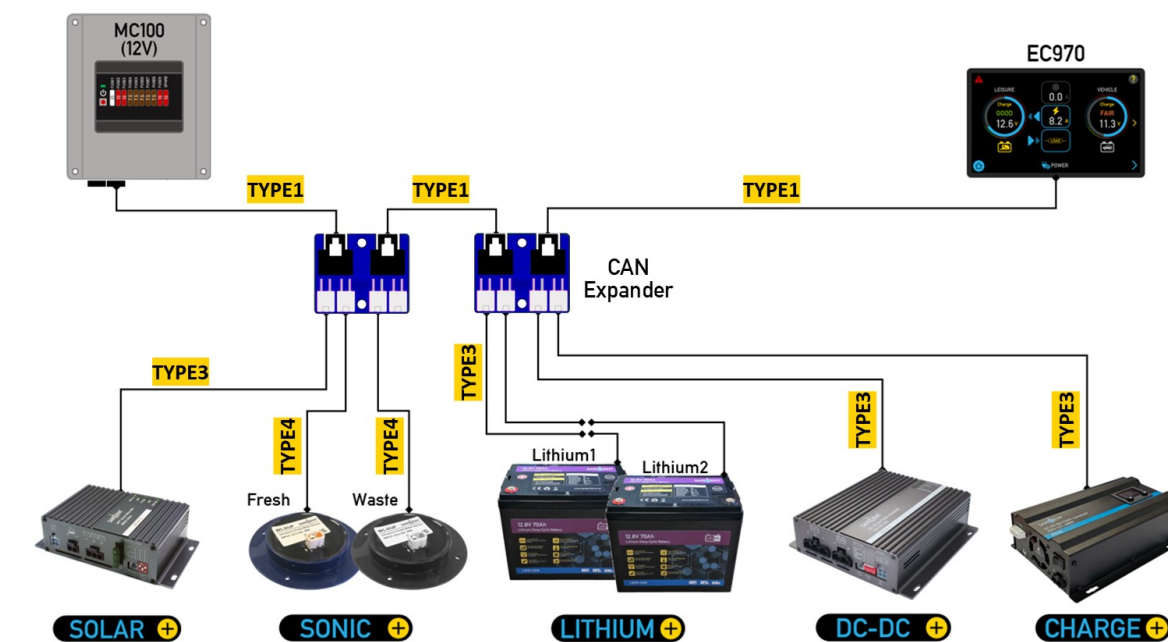 MC100
(12V)
EC970
LEISURE
VEHICLE
Charge
GOOD
12.6 V
0.0
8.2 A
LOAD
Charge
FAIR
11.3 V
POWER
TYPE1
TYPE1
TYPE1
CAN
Expander
TYPE3
TYPE4
TYPE4
TYPE3
TYPE3
TYPE3
Fresh
Waste
Lithium1
Lithium2
12.8V 70Ah
12.8V 70Ah
SOLAR +
SONIC +
LITHIUM +
DC-DC +
CHARGE +